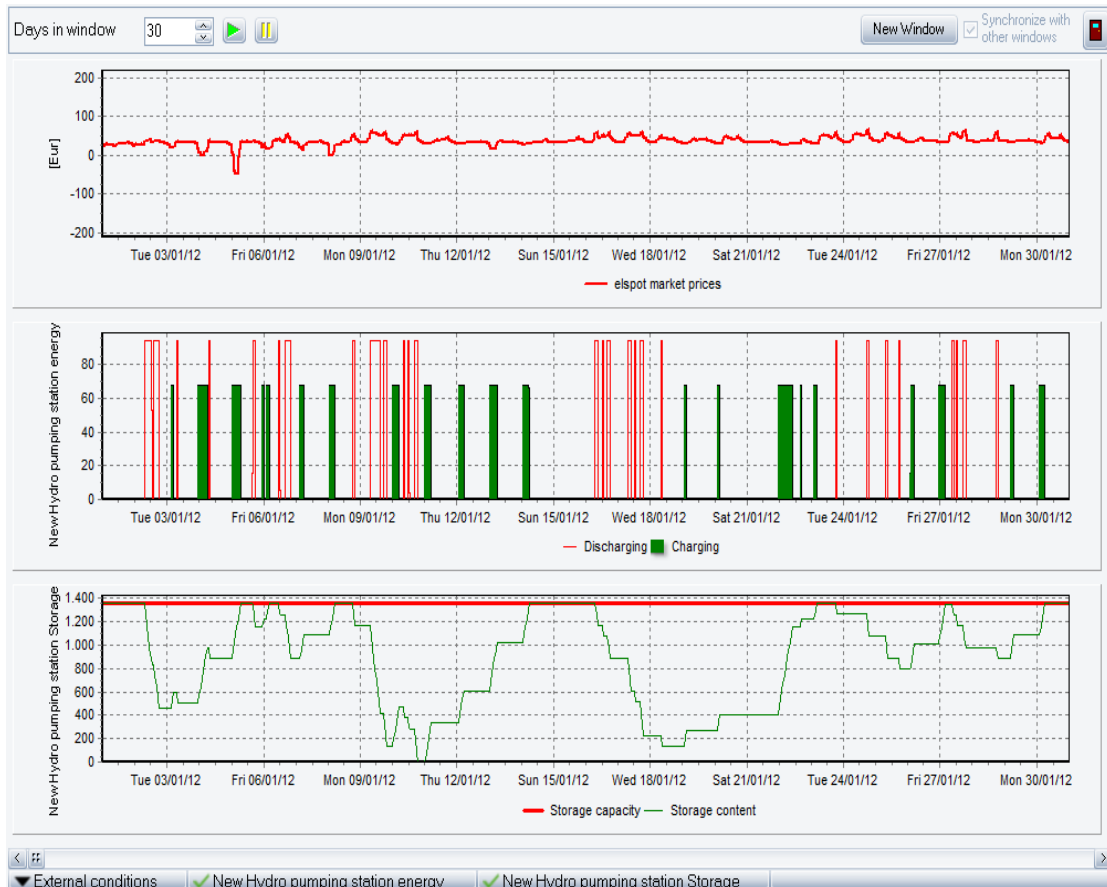 Days in window 30 New Window Synchronize with other windows
200
100
0
-100
-200
[Eur]
Tue 03/01/12 Fri 06/01/12 Mon 09/01/12 Thu 12/01/12 Sun 15/01/12 Wed 18/01/12 Sat 21/01/12 Tue 24/01/12 Fri 27/01/12 Mon 30/01/12
elspot market prices
New Hydro pumping station energy
80
60
40
20
0
Tue 03/01/12 Fri 06/01/12 Mon 09/01/12 Thu 12/01/12 Sun 15/01/12 Wed 18/01/12 Sat 21/01/12 Tue 24/01/12 Fri 27/01/12 Mon 30/01/12
Discharging Charging
New Hydro pumping station Storage
1.400
1.200
1.000
800
600
400
200
0
Tue 03/01/12 Fri 06/01/12 Mon 09/01/12 Thu 12/01/12 Sun 15/01/12 Wed 18/01/12 Sat 21/01/12 Tue 24/01/12 Fri 27/01/12 Mon 30/01/12
Storage capacity Storage content
External conditions New Hydro pumping station energy New Hydro pumping station Storage